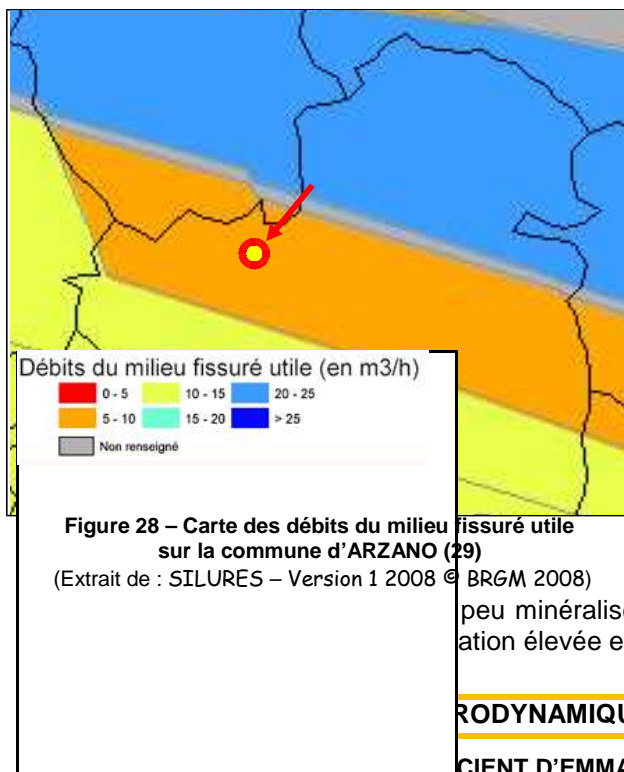 Débits du milieu fissuré utile (en m3/h)
0 - 5 10 - 15 20 - 25
5 - 10 15 - 20 > 25
Non renseigné
Figure 28 – Carte des débits du milieu fissuré utile
sur la commune d'ARZANO (29)
(Extrait de : SILURES – Version 1 2008 © BRGM 2008)
peu minéralis
ation élevée e
RODYNAMIQU
CIENT D'EMMA